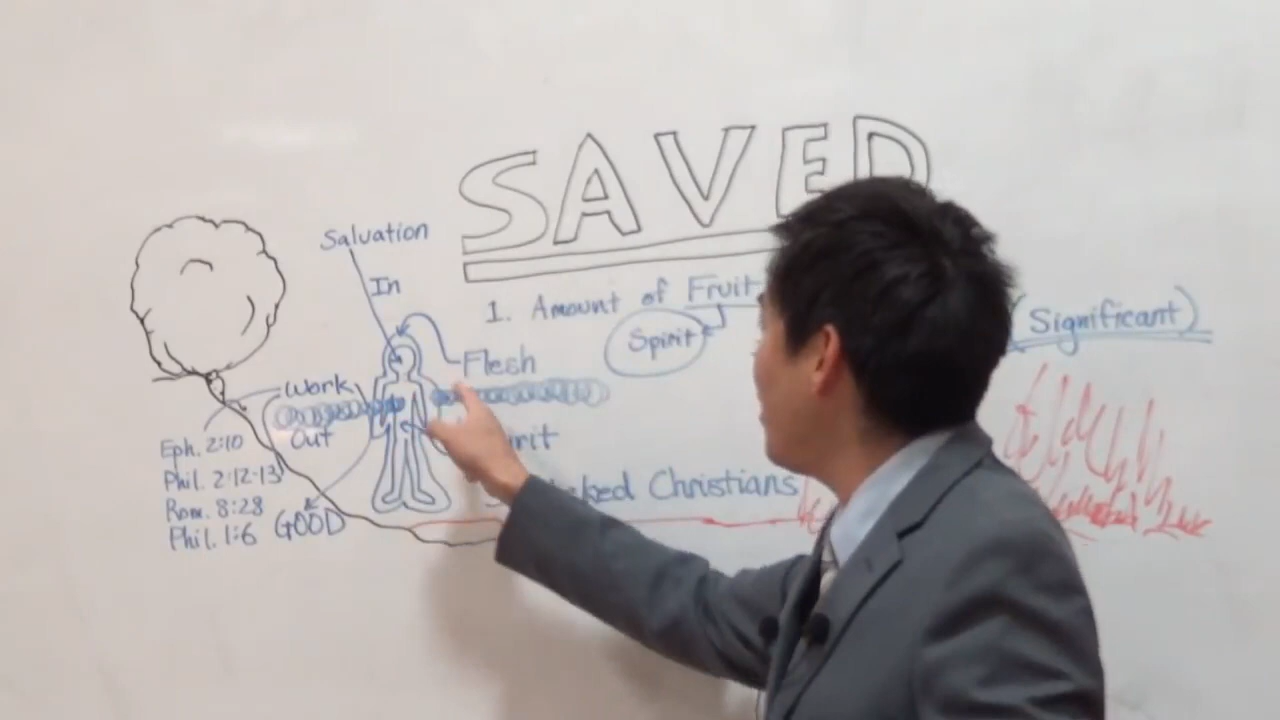 SAVED
Salvation
In
1. Amount of Fruit
(Significant)
Spirit
Flesh
Work
Out
Eph. 2:10
Phil. 2:12-13
Rom. 8:28
Phil. 1:6
GOOD
Christians